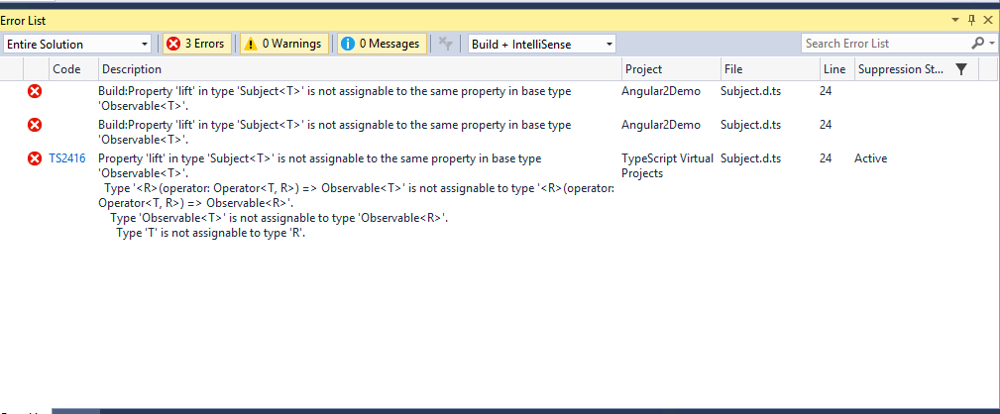 Error List
Entire Solution 3 Errors 0 Warnings 0 Messages Build + IntelliSense Search Error List
Code Description Project File Line Suppression St...
Build:Property 'lift' in type 'Subject<T>' is not assignable to the same property in base type Angular2Demo Subject.d.ts 24
'Observable<T>'.
Build:Property 'lift' in type 'Subject<T>' is not assignable to the same property in base type Angular2Demo Subject.d.ts 24
'Observable<T>'.
TS2416 Property 'lift' in type 'Subject<T>' is not assignable to the same property in base type TypeScript Virtual Subject.d.ts 24 Active
'Observable<T>'. Projects
Type '<R>(operator: Operator<T, R>) => Observable<T>' is not assignable to type '<R>(operator:
Operator<T, R>) => Observable<R>'.
Type 'Observable<T>' is not assignable to type 'Observable<R>'.
Type 'T' is not assignable to type 'R'.